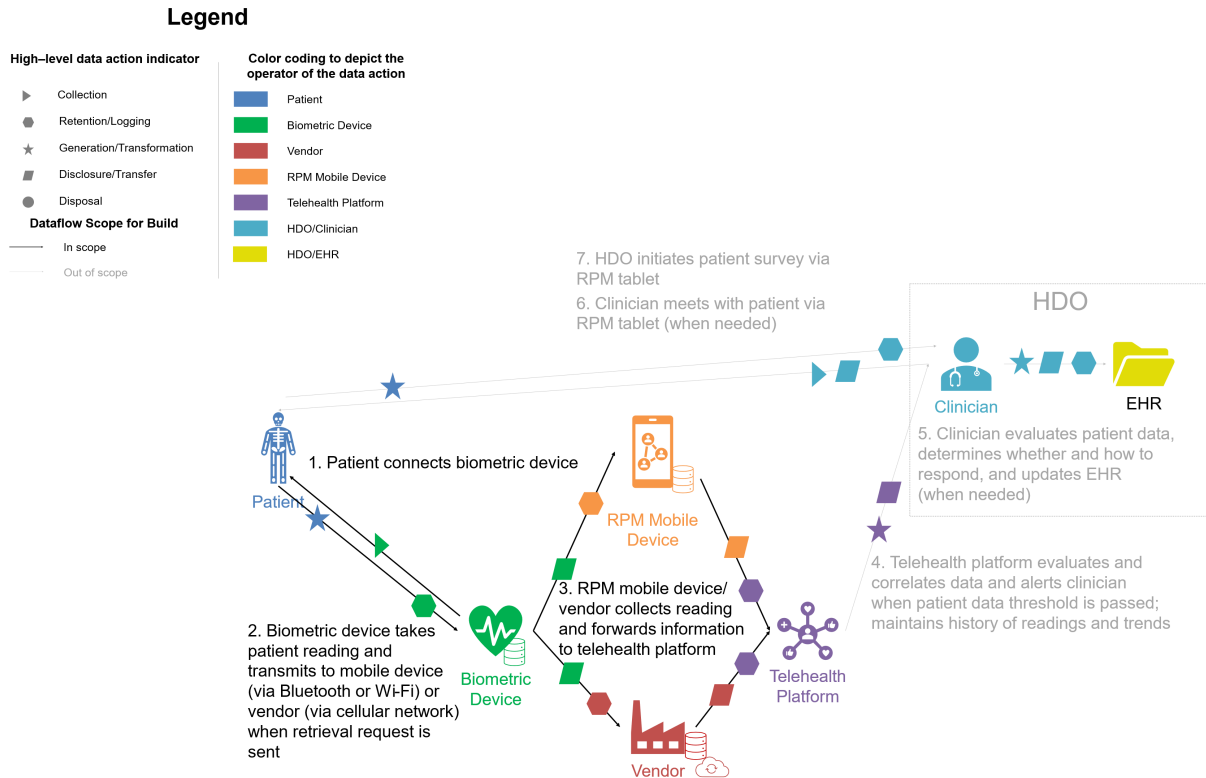 Legend
High–level data action indicator
Collection
Retention/Logging
Generation/Transformation
Disclosure/Transfer
Disposal
Dataflow Scope for Build
In scope
Out of scope
Color coding to depict the
operator of the data action
Patient
Biometric Device
Vendor
RPM Mobile Device
Telehealth Platform
HDO/Clinician
HDO/EHR
7. HDO initiates patient survey via
RPM tablet
6. Clinician meets with patient via
RPM tablet (when needed)
HDO
Clinician
EHR
5. Clinician evaluates patient data,
determines whether and how to
respond, and updates EHR
(when needed)
Patient
1. Patient connects biometric device
RPM Mobile
Device
4. Telehealth platform evaluates and
correlates data and alerts clinician
when patient data threshold is passed;
maintains history of readings and trends
3. RPM mobile device/
vendor collects reading
and forwards information
to telehealth platform
2. Biometric device takes
patient reading and
transmits to mobile device
(via Bluetooth or Wi-Fi) or
vendor (via cellular network)
when retrieval request is
sent
Biometric
Device
Telehealth
Platform
Vendor